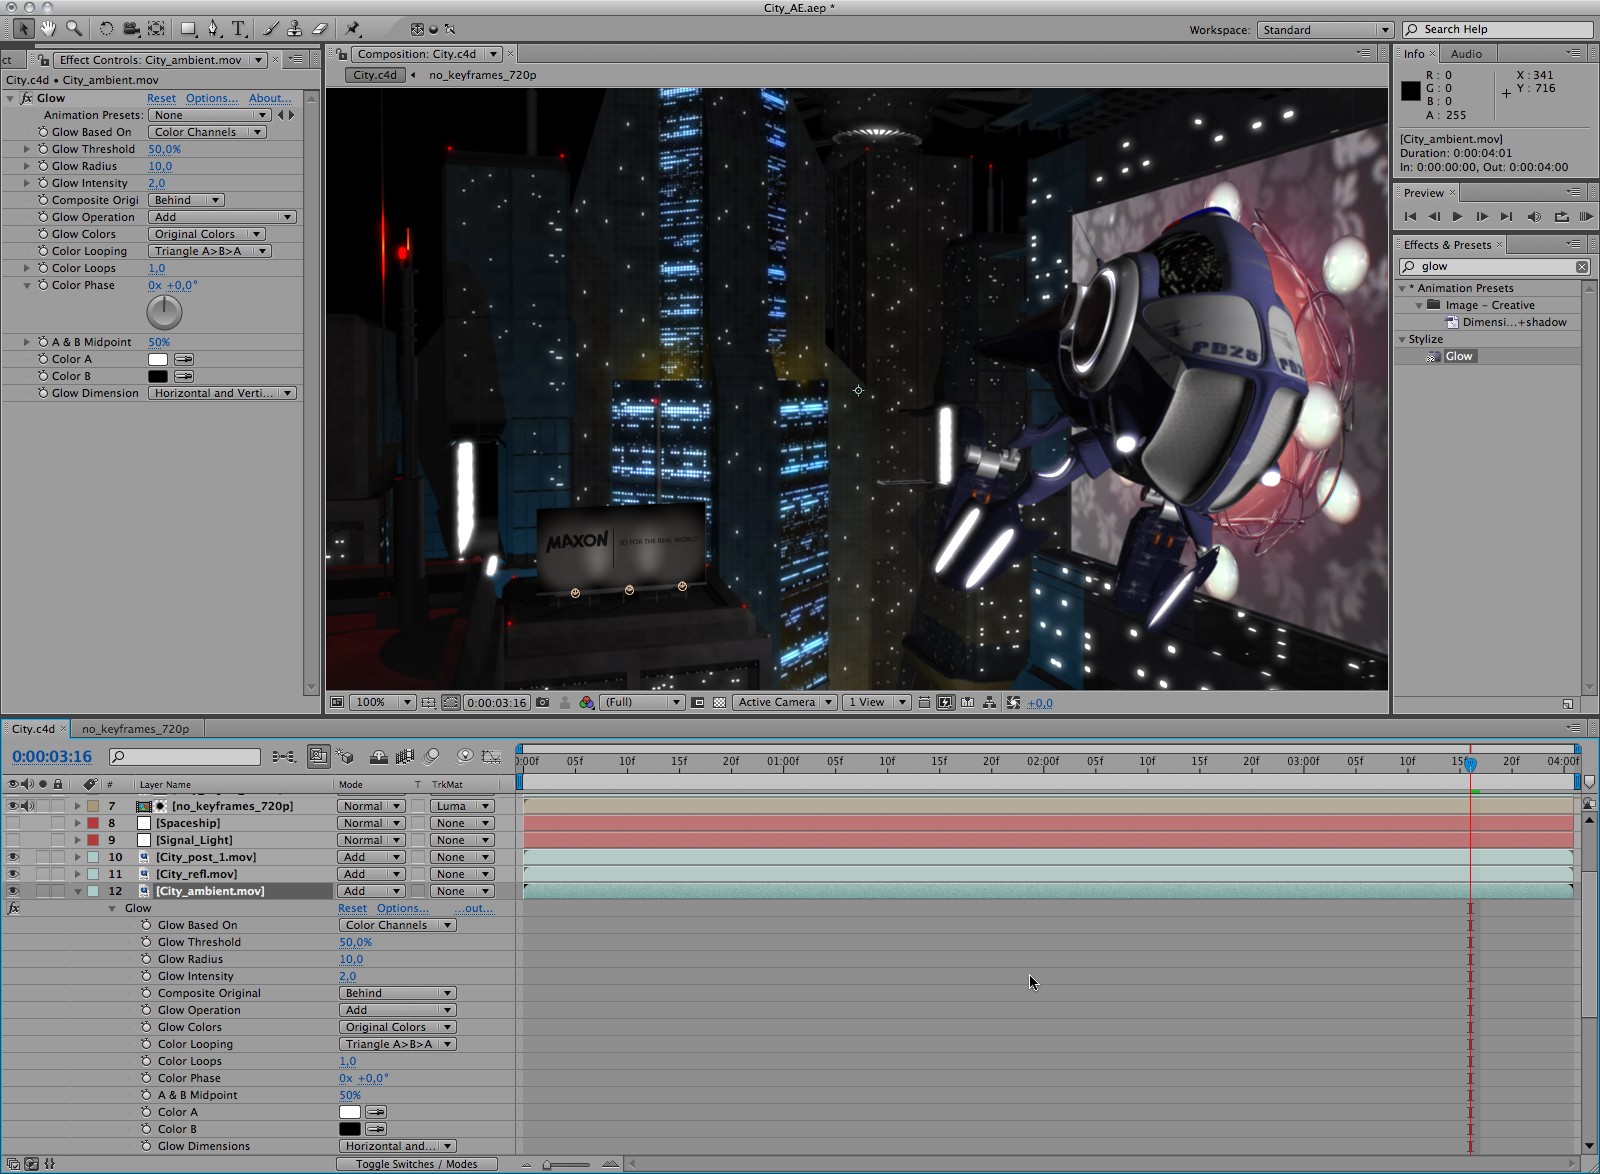 City_AE.aep *
Workspace: Standard
Search Help
ct
Effect Controls: City_ambient.mov
City.c4d • City_ambient.mov
fx Glow Reset Options... About...
Animation Presets: None
Glow Based On Color Channels
Glow Threshold 50,0%
Glow Radius 10,0
Glow Intensity 2,0
Composite Origi Behind
Glow Operation Add
Glow Colors Original Colors
Color Looping Triangle A>B>A
Color Loops 1,0
Color Phase 0x +0,0°
A & B Midpoint 50%
Color A
Color B
Glow Dimension Horizontal and Verti...
Composition: City.c4d
City.c4d no_keyframes_720p
MAXON 3D FOR THE REAL WORLD
PD28
100% 0:00:03:16 (Full) Active Camera 1 View +0,0
Info Audio
R : 0
G : 0
B : 0
A : 255
X : 341
Y : 716
[City_ambient.mov]
Duration: 0:00:04:01
In: 0:00:00:00, Out: 0:00:04:00
Preview
Effects & Presets
glow
* Animation Presets
Image – Creative
Dimensi...+shadow
Stylize
Glow
City.c4d no_keyframes_720p
0:00:03:16
0:00f 05f 10f 15f 20f 01:00f 05f 10f 15f 20f 02:00f 05f 10f 15f 20f 03:00f 05f 10f 15f 20f 04:00f
# Layer Name Mode T TrkMat
7 [no_keyframes_720p] Normal Luma
8 [Spaceship] Normal None
9 [Signal_Light] Normal None
10 [City_post_1.mov] Add None
11 [City_refl.mov] Add None
12 [City_ambient.mov] Add None
fx Glow Reset Options... ...out...
Glow Based On Color Channels
Glow Threshold 50,0%
Glow Radius 10,0
Glow Intensity 2,0
Composite Original Behind
Glow Operation Add
Glow Colors Original Colors
Color Looping Triangle A>B>A
Color Loops 1,0
Color Phase 0x +0,0°
A & B Midpoint 50%
Color A
Color B
Glow Dimensions Horizontal and...
Toggle Switches / Modes